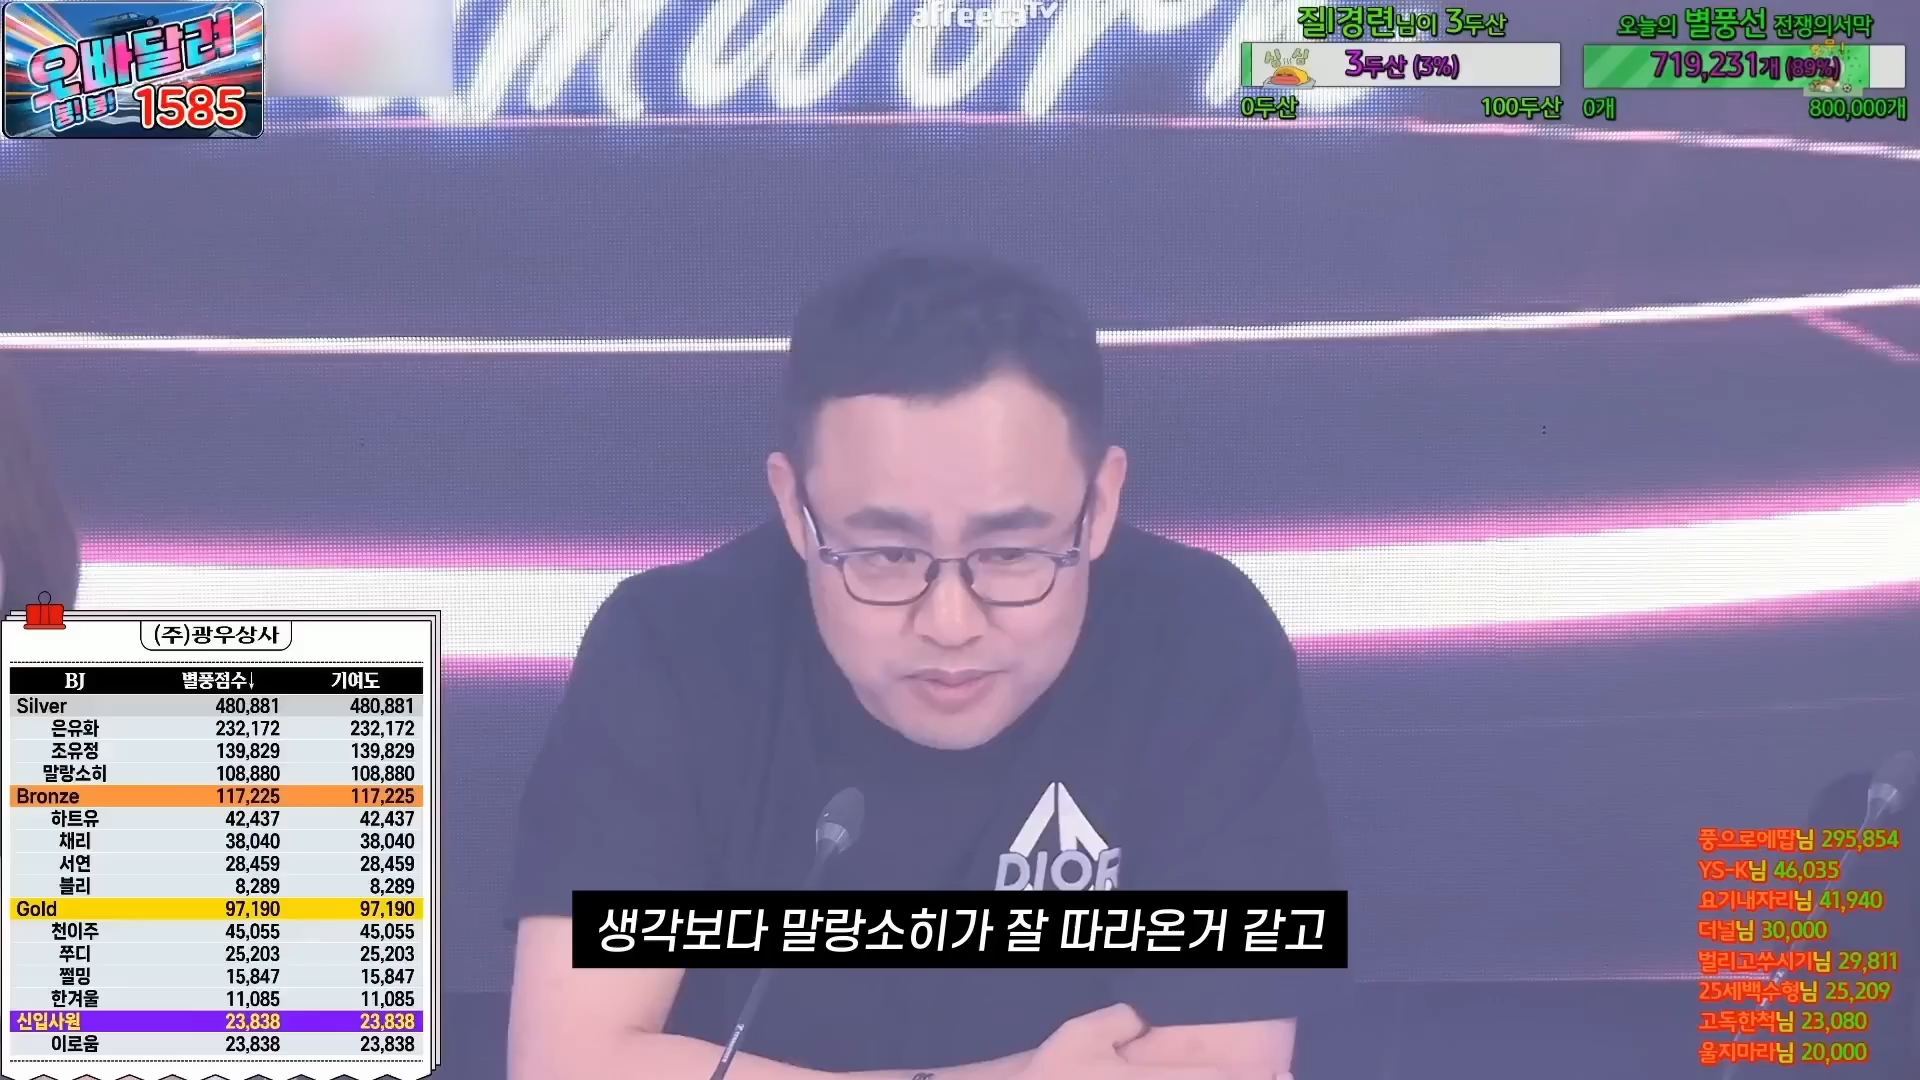 afreecaTV
오빠달려
붕! 붕! 1585
질l경련님이 3두산
3두산 (3%)
0두산 100두산
오늘의 별풍선 전쟁의서막
719,231개 (89%)
0개 800,000개
(주)광우상사
BJ 별풍점수↓ 기여도
Silver 480,881 480,881
은유화 232,172 232,172
조유정 139,829 139,829
말랑소히 108,880 108,880
Bronze 117,225 117,225
하트유 42,437 42,437
채리 38,040 38,040
서연 28,459 28,459
블리 8,289 8,289
Gold 97,190 97,190
천이주 45,055 45,055
쭈디 25,203 25,203
쩔밍 15,847 15,847
한겨울 11,085 11,085
신입사원 23,838 23,838
이로움 23,838 23,838
DIOR
생각보다 말랑소히가 잘 따라온거 같고
풍으로에땁님 295,854
YS-K님 46,035
요기내자리님 41,940
더널님 30,000
벌리고쑤시기님 29,811
25세백수형님 25,209
고독한척님 23,080
울지마라님 20,000